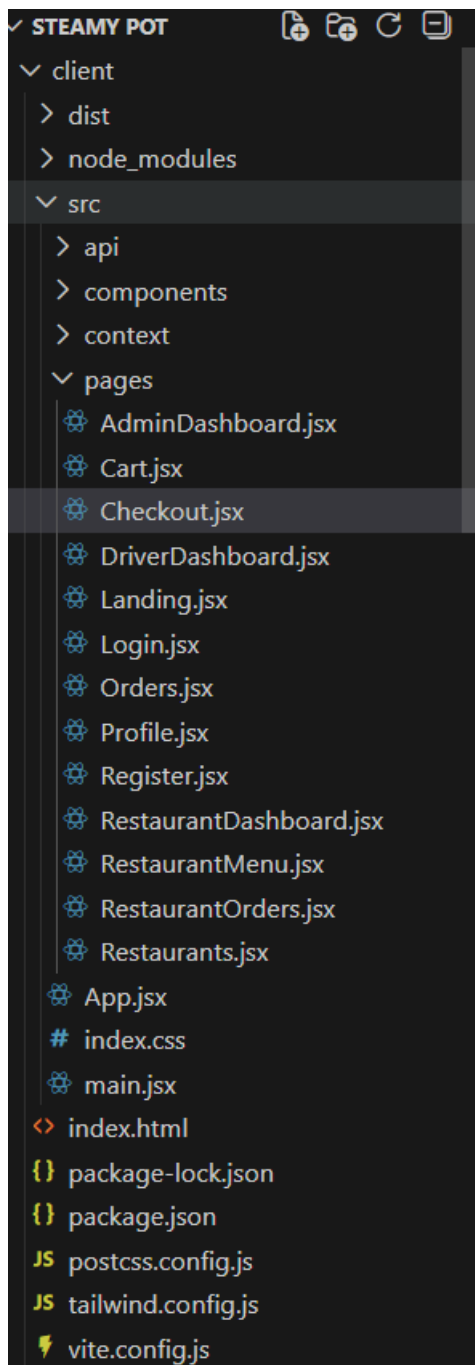 STEAMY POT
client
dist
node_modules
src
api
components
context
pages
AdminDashboard.jsx
Cart.jsx
Checkout.jsx
DriverDashboard.jsx
Landing.jsx
Login.jsx
Orders.jsx
Profile.jsx
Register.jsx
RestaurantDashboard.jsx
RestaurantMenu.jsx
RestaurantOrders.jsx
Restaurants.jsx
App.jsx
# index.css
main.jsx
<> index.html
{} package-lock.json
{} package.json
JS postcss.config.js
JS tailwind.config.js
vite.config.js